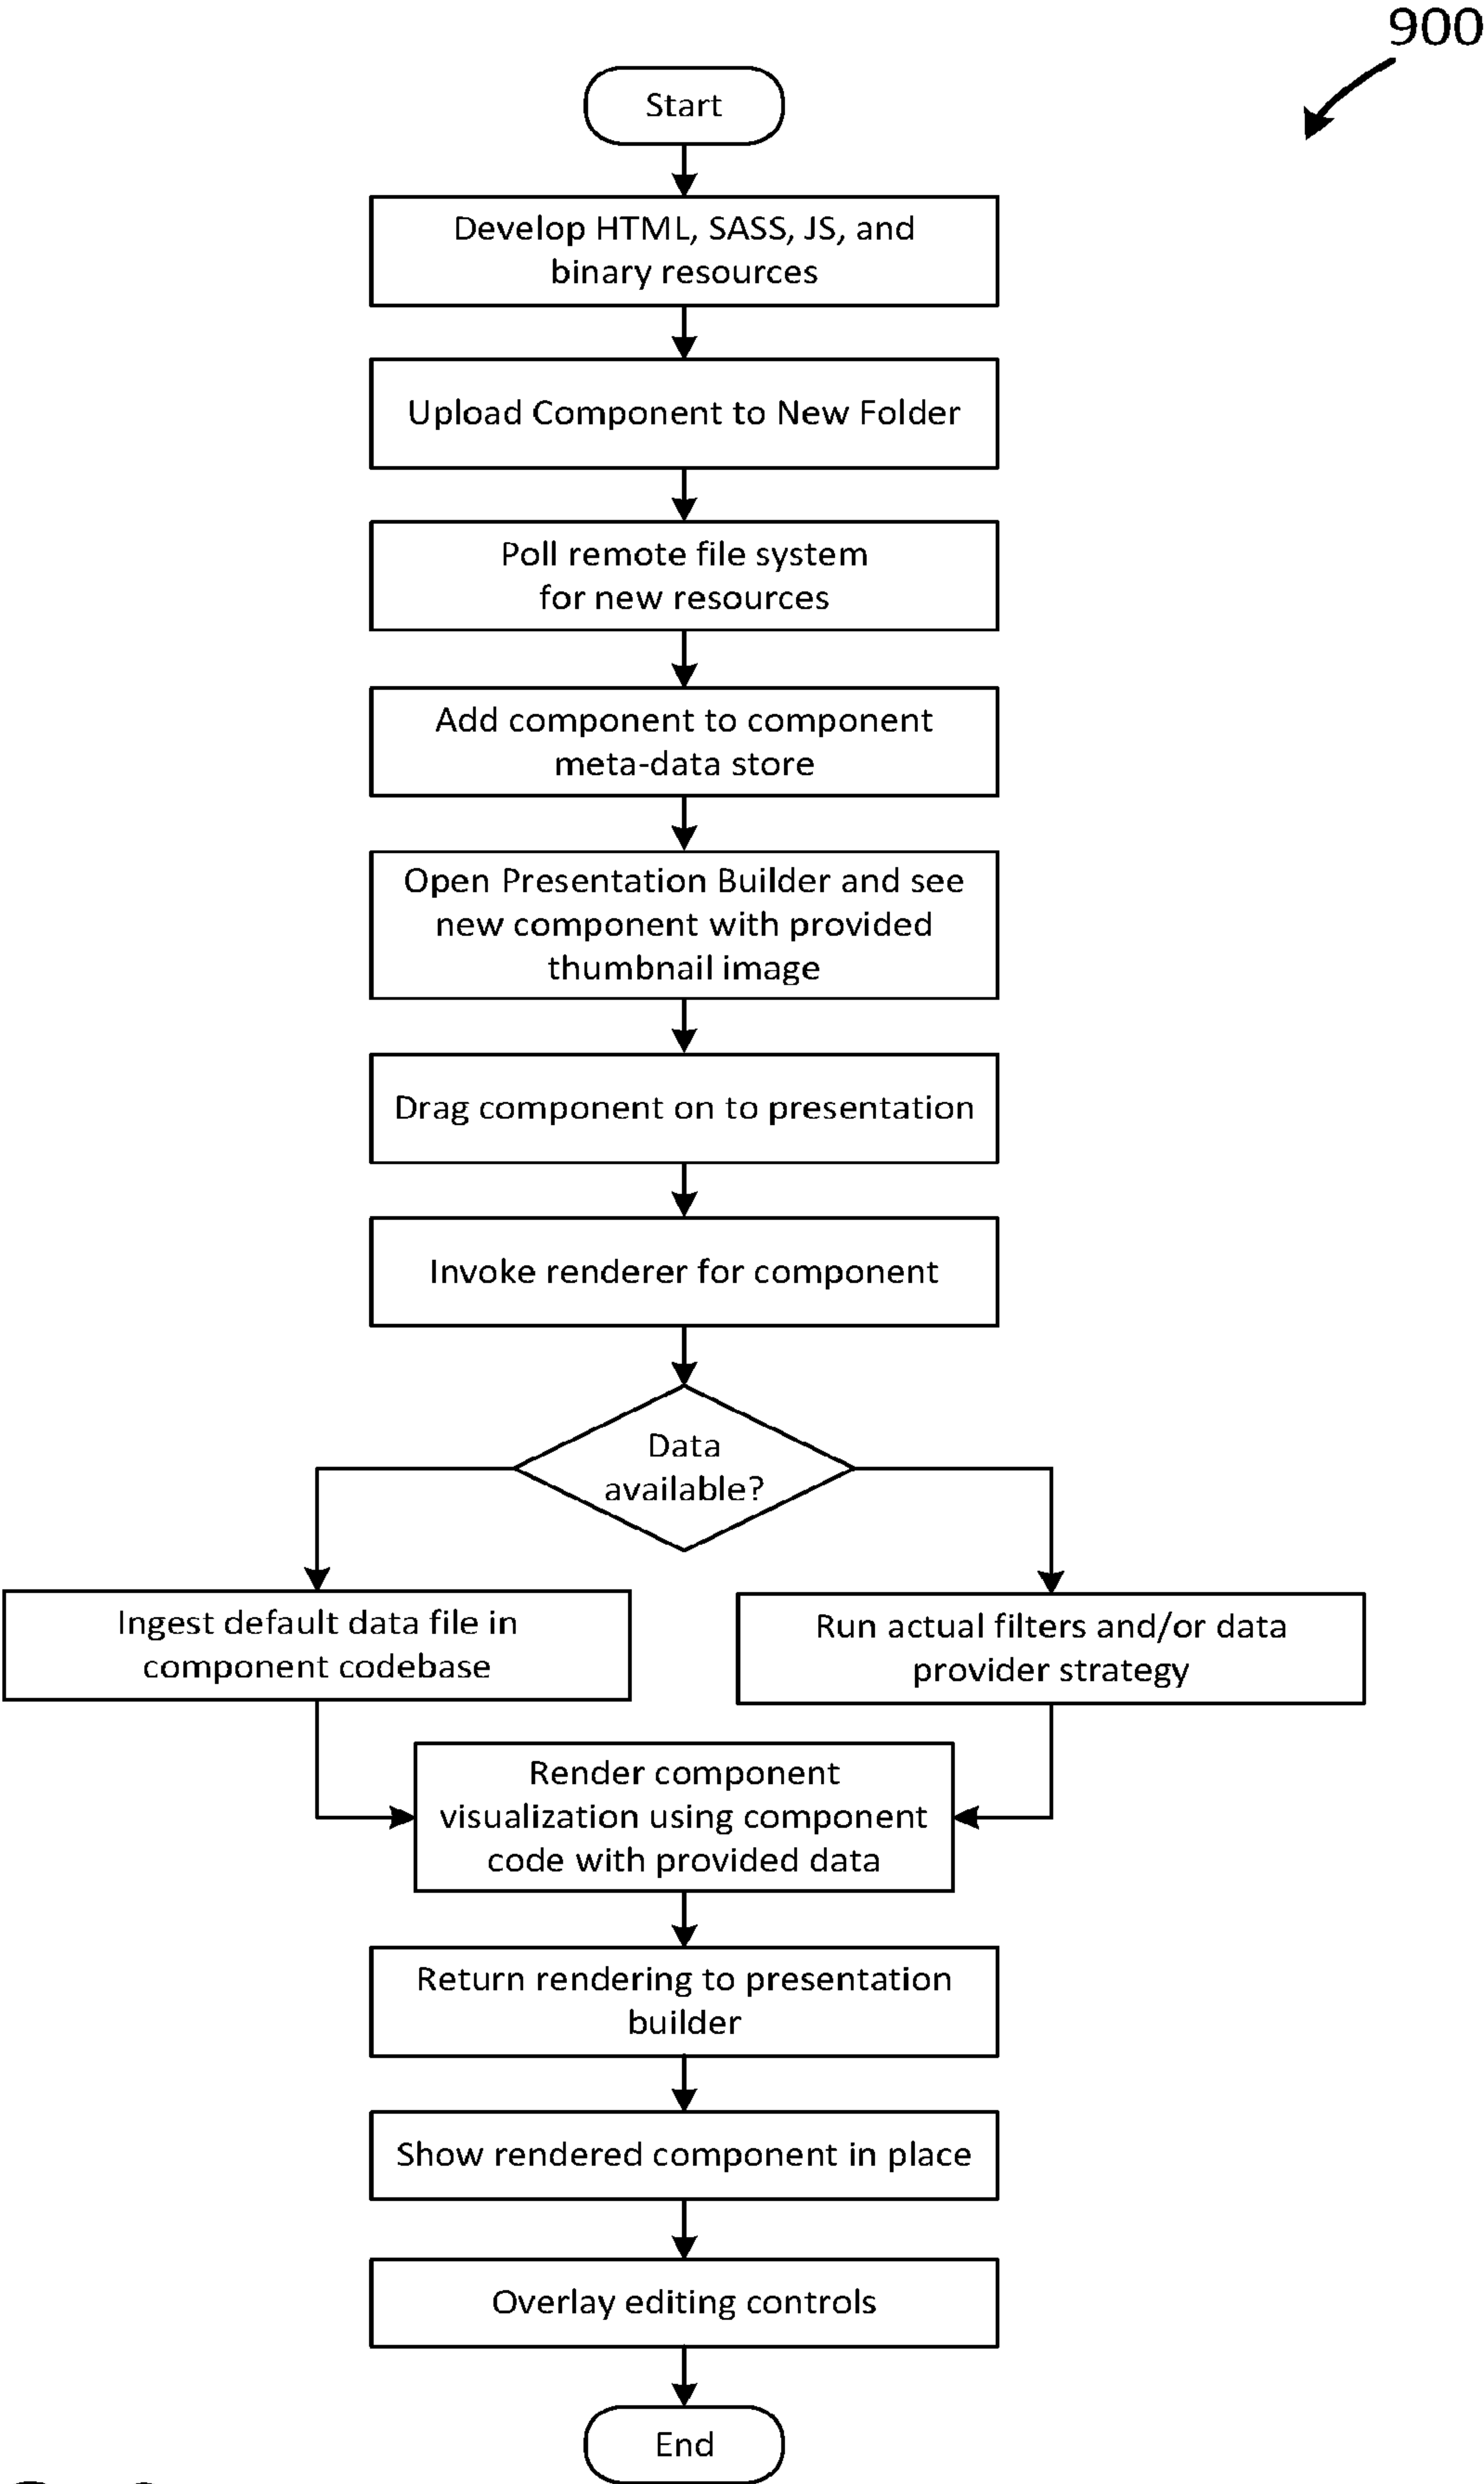 900
Start
Develop HTML, SASS, JS, and
binary resources
Upload Component to New Folder
Poll remote file system
for new resources
Add component to component
meta-data store
Open Presentation Builder and see
new component with provided
thumbnail image
Drag component on to presentation
Invoke renderer for component
Data
available?
Ingest default data file in
component codebase
Run actual filters and/or data
provider strategy
Render component
visualization using component
code with provided data
Return rendering to presentation
builder
Show rendered component in place
Overlay editing controls
End